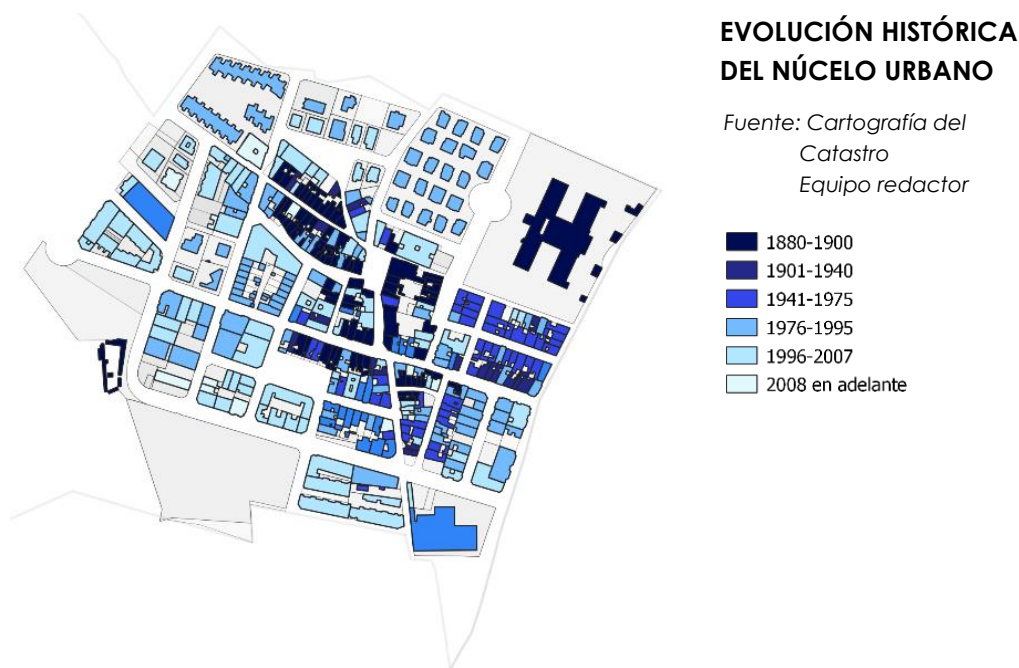 EVOLUCIÓN HISTÓRICA
DEL NÚCELO URBANO
Fuente: Cartografía del
Catastro
Equipo redactor
1880-1900
1901-1940
1941-1975
1976-1995
1996-2007
2008 en adelante